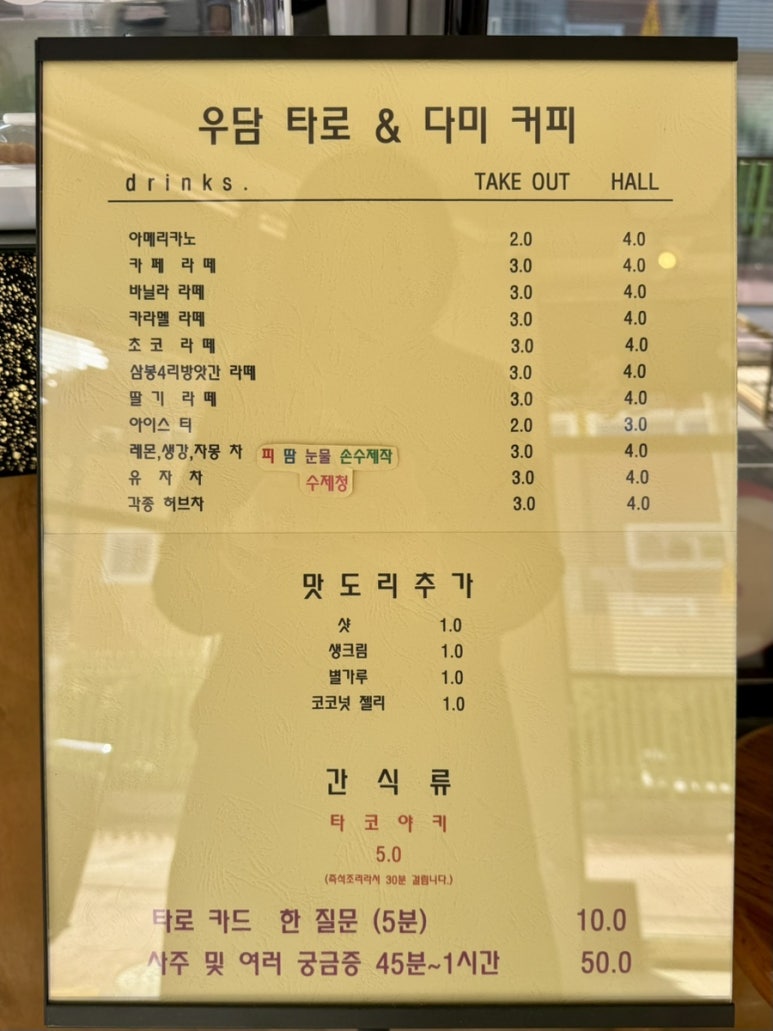 우담 타로 & 다미 커피
drinks. TAKE OUT HALL
아메리카노 2.0 4.0
카 페 라 떼 3.0 4.0
바닐라 라떼 3.0 4.0
카라멜 라떼 3.0 4.0
초 코 라 떼 3.0 4.0
삼봉4리방앗간 라떼 3.0 4.0
딸 기 라 떼 3.0 4.0
아이스 티 2.0 3.0
레몬,생강,자몽 차 피 땀 눈물 손수제작 3.0 4.0
수제청
유 자 차 3.0 4.0
각종 허브차 3.0 4.0
맛 도 리 추 가
샷 1.0
생크림 1.0
별가루 1.0
코코넛 젤리 1.0
간 식 류
타 코 야 키
5.0
(즉석조리라서 30분 걸립니다.)
타로 카드 한 질문 (5분) 10.0
사주 및 여러 궁금증 45분~1시간 50.0